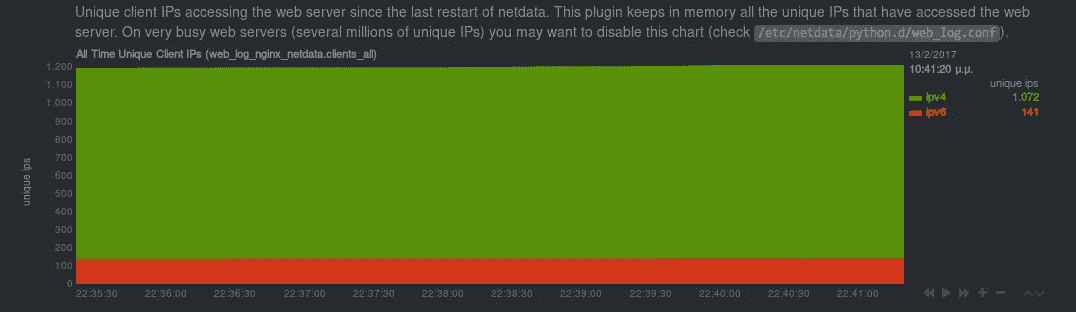 Unique client IPs accessing the web server since the last restart of netdata. This plugin keeps in memory all the unique IPs that have accessed the web
server. On very busy web servers (several millions of unique IPs) you may want to disable this chart (check /etc/netdata/python.d/web_log.conf).
All Time Unique Client IPs (web_log_nginx_netdata.clients_all)
13/2/2017
10:41:20 μ.μ.
unique ips
ipv4 1.072
ipv6 141
unique ips
1.200
1.100
1.000
900
800
700
600
500
400
300
200
100
0
22:35:30 22:36:00 22:36:30 22:37:00 22:37:30 22:38:00 22:38:30 22:39:00 22:39:30 22:40:00 22:40:30 22:41:00